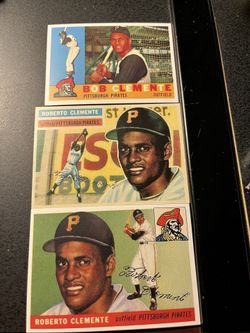 BOB CLEMENTE
PITTSBURGH PIRATES OUTFIELD
ROBERTO CLEMENTE
outfield PITTSBURGH PIRATES
P
P
ROBERTO CLEMENTE
outfield PITTSBURGH PIRATES